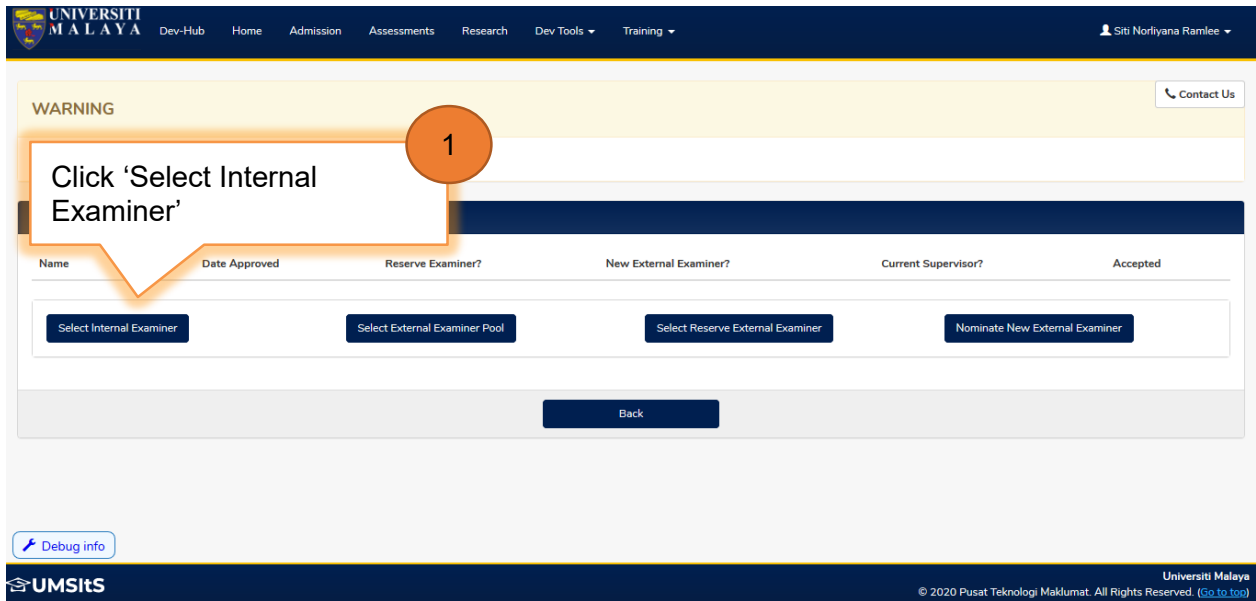 UNIVERSITI
MALAYA Dev-Hub Home Admission Assessments Research Dev Tools Training Siti Norliyana Ramlee
Contact Us
WARNING
1
Click ‘Select Internal
Examiner’
Name Date Approved Reserve Examiner? New External Examiner? Current Supervisor? Accepted
Select Internal Examiner Select External Examiner Pool Select Reserve External Examiner Nominate New External Examiner
Back
Debug info
UMSItS
Universiti Malaya
© 2020 Pusat Teknologi Maklumat. All Rights Reserved. (Go to top)